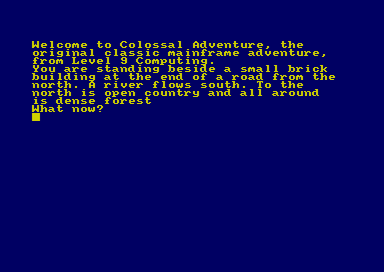 Welcome to Colossal Adventure, the
original classic mainframe adventure,
from Level 9 Computing.
You are standing beside a small brick
building at the end of a road from the
north. A river flows south. To the
north is open country and all around
is dense forest
What now?